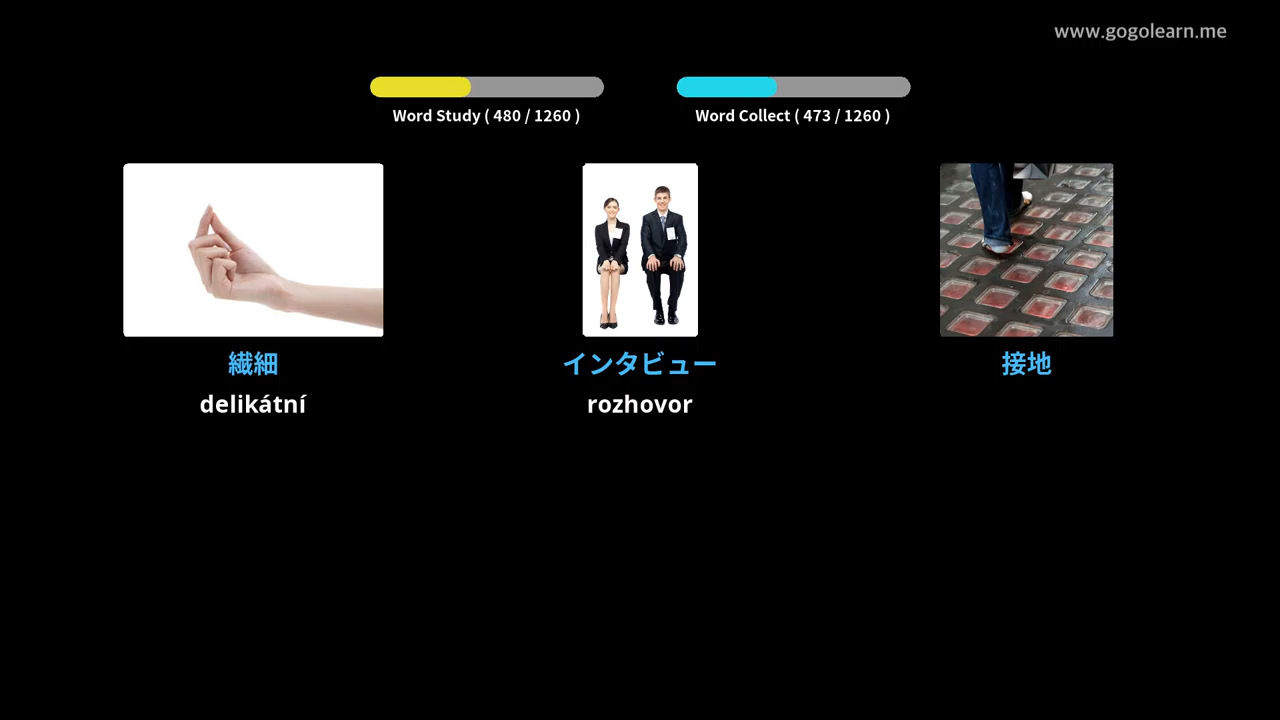 www.gogolearn.me
Word Study ( 480 / 1260 )
Word Collect ( 473 / 1260 )
繊細
delikátní
インタビュー
rozhovor
接地